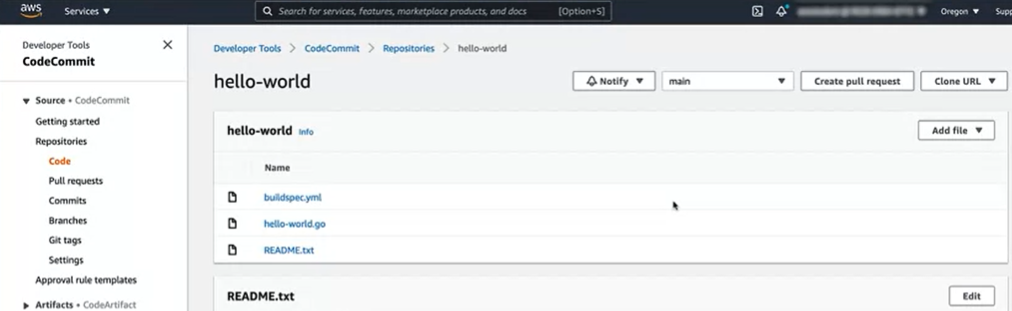 aws
Services ▼
Search for services, features, marketplace products, and docs [Option+S]
Oregon ▼
Supp
Developer Tools
CodeCommit
Source • CodeCommit
Getting started
Repositories
Code
Pull requests
Commits
Branches
Git tags
Settings
Approval rule templates
Artifacts • CodeArtifact
Developer Tools > CodeCommit > Repositories > hello-world
hello-world
Notify ▼
main ▼
Create pull request
Clone URL ▼
hello-world Info
Add file ▼
Name
buildspec.yml
hello-world.go
README.txt
README.txt
Edit